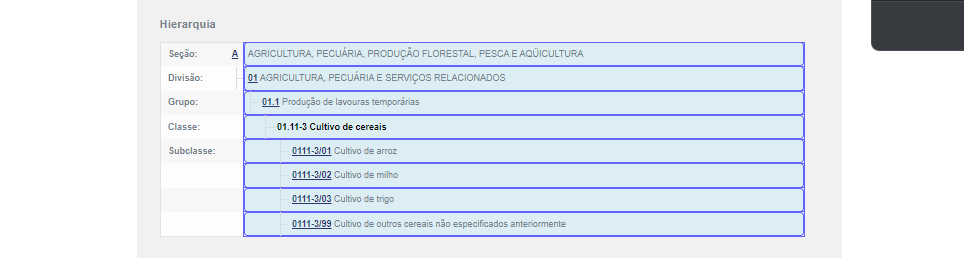 Hierarquia
Seção: A AGRICULTURA, PECUÁRIA, PRODUÇÃO FLORESTAL, PESCA E AQÜICULTURA
Divisão: 01 AGRICULTURA, PECUÁRIA E SERVIÇOS RELACIONADOS
Grupo: 01.1 Produção de lavouras temporárias
Classe: 01.11-3 Cultivo de cereais
Subclasse: 0111-3/01 Cultivo de arroz
0111-3/02 Cultivo de milho
0111-3/03 Cultivo de trigo
0111-3/99 Cultivo de outros cereais não especificados anteriormente